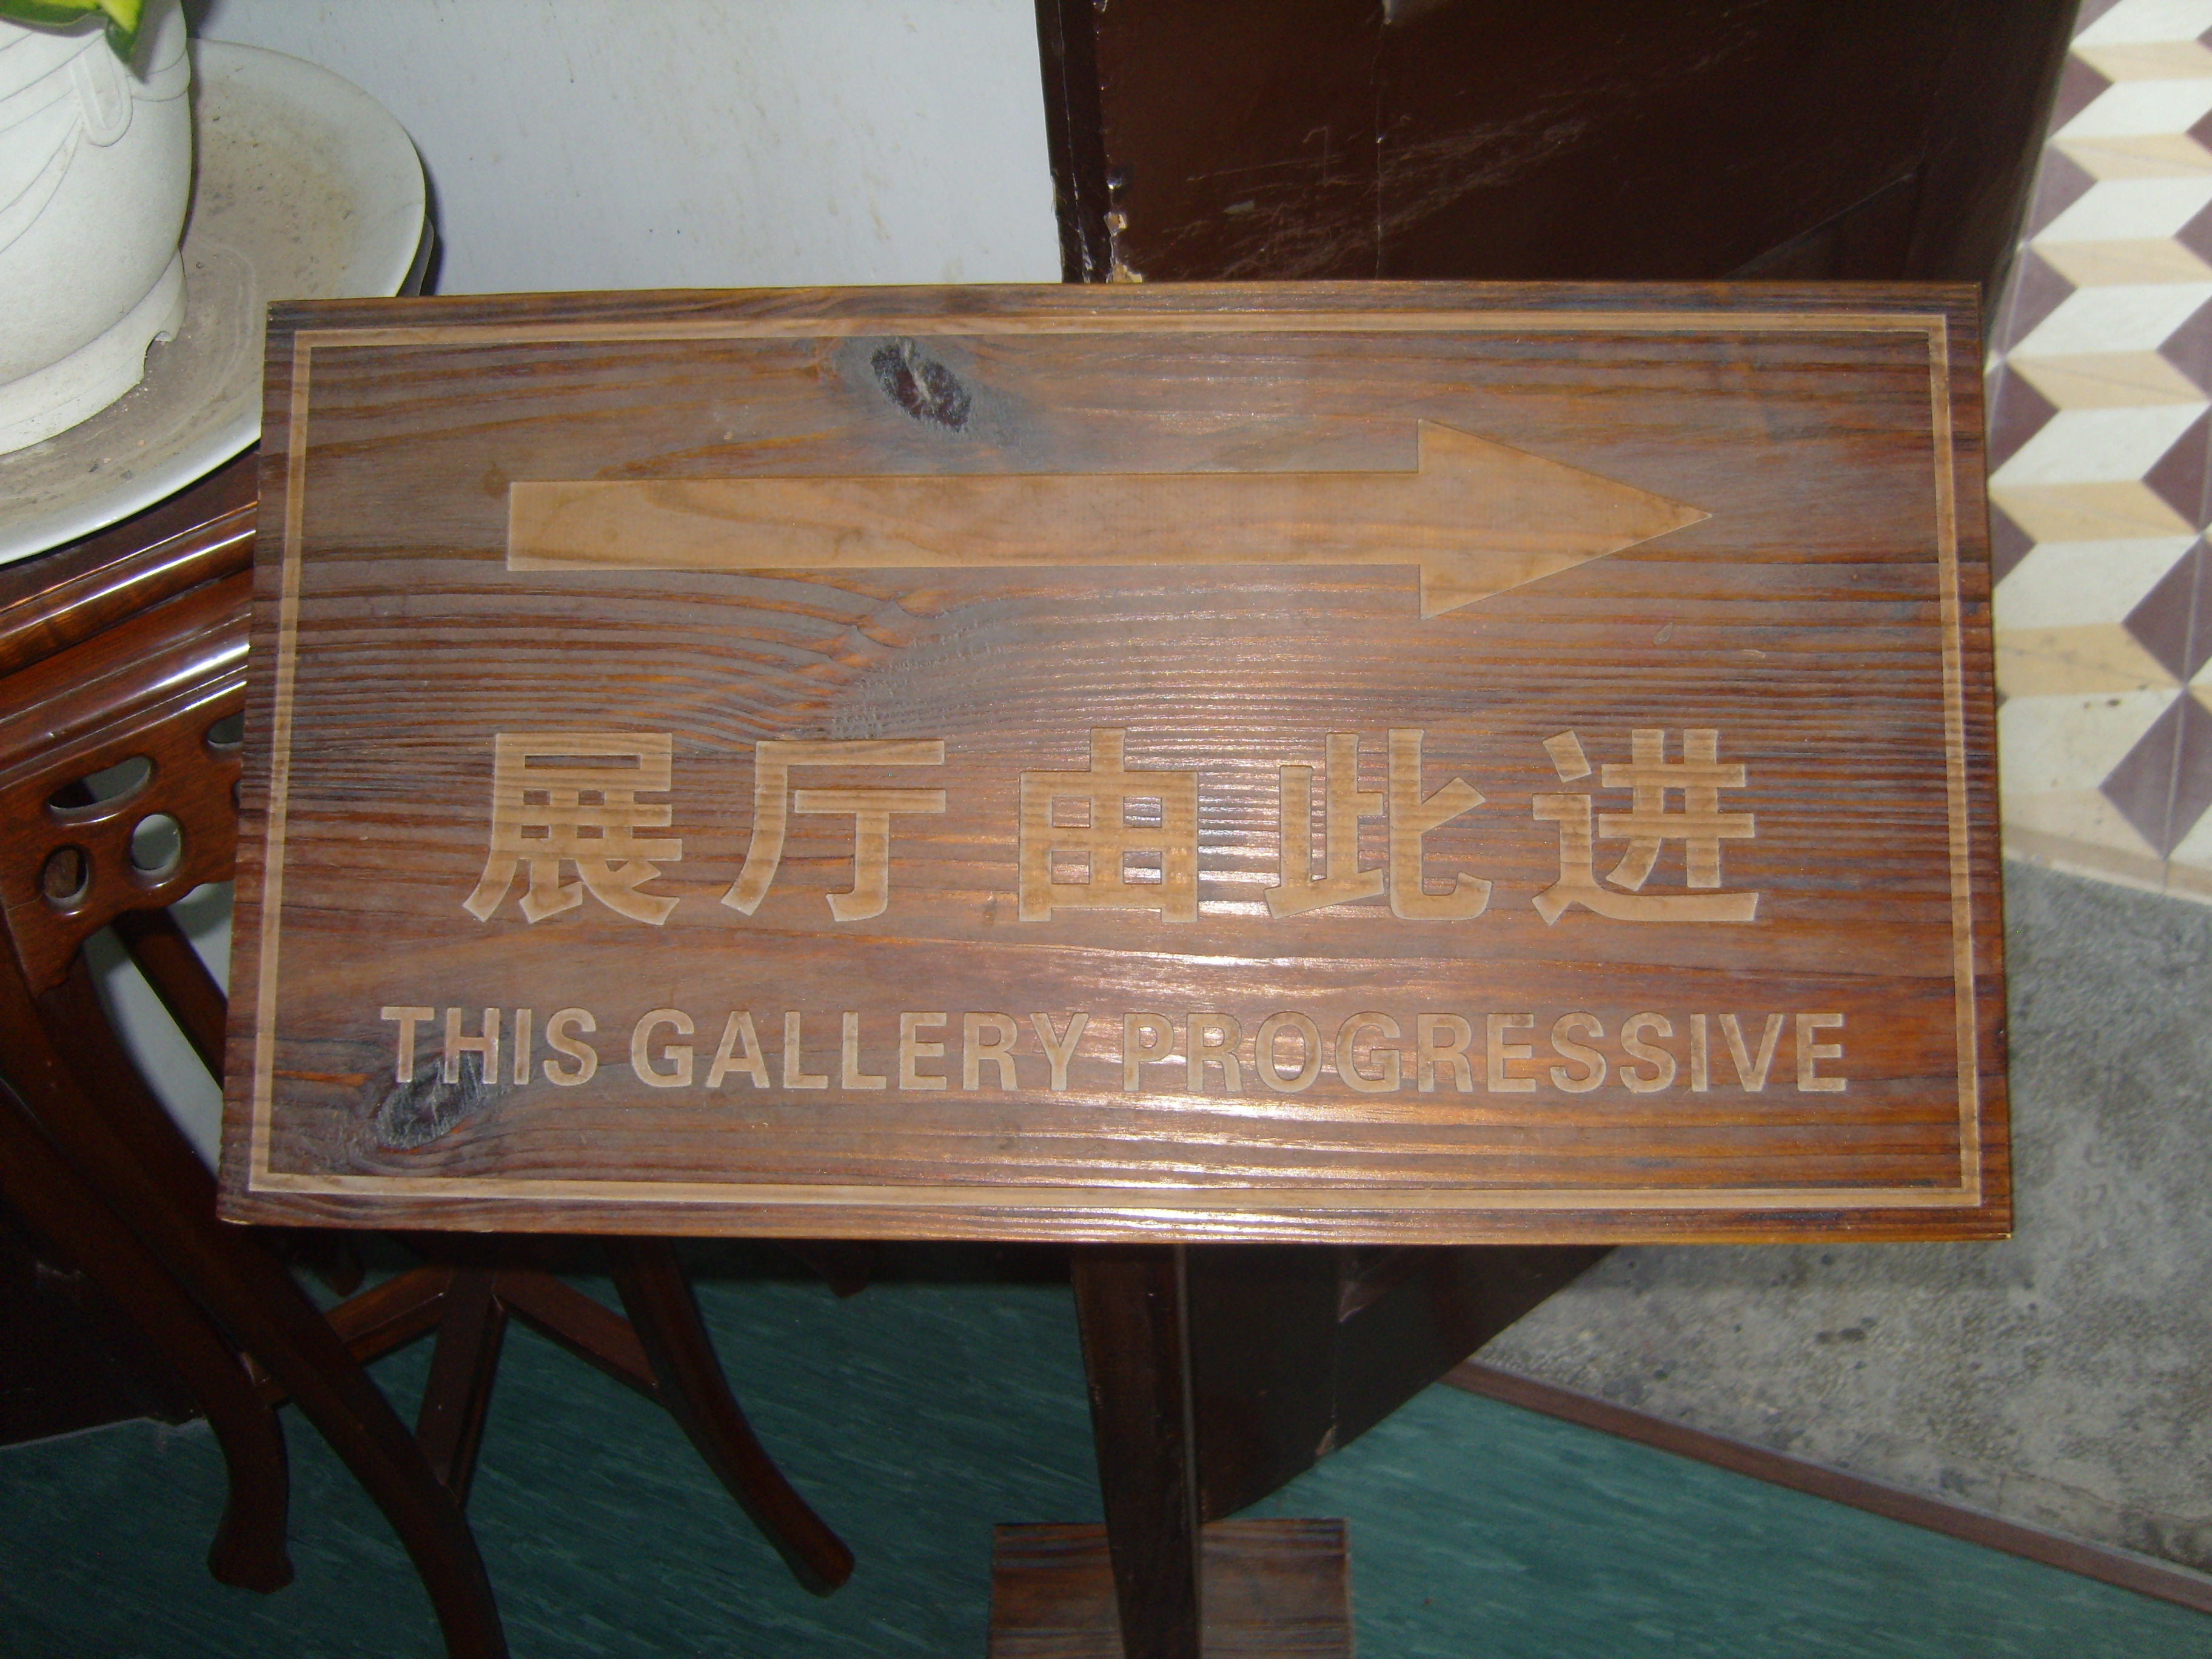 展厅 由此进
THIS GALLERY PROGRESSIVE